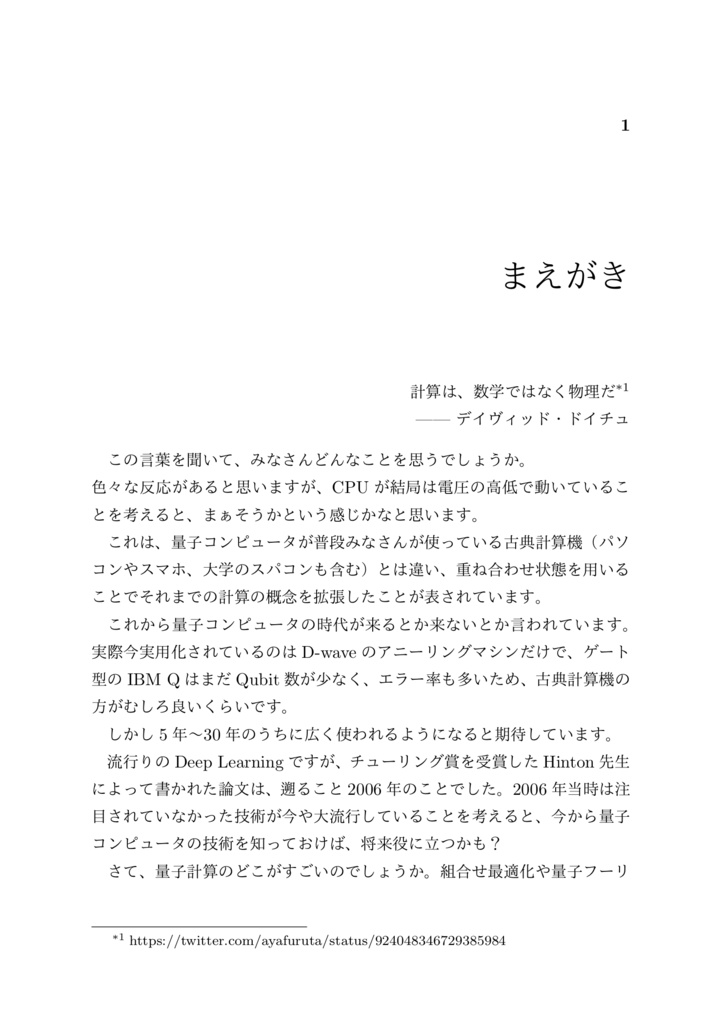 1
まえがき
計算は、数学ではなく物理だ*1
—— デイヴィッド・ドイチュ
この言葉を聞いて、みなさんどんなことを思うでしょうか。
色々な反応があると思いますが、CPU が結局は電圧の高低で動いているこ
とを考えると、まぁそうかという感じかなと思います。
これは、量子コンピュータが普段みなさんが使っている古典計算機（パソ
コンやスマホ、大学のスパコンも含む）とは違い、重ね合わせ状態を用いる
ことでそれまでの計算の概念を拡張したことが表されています。
これから量子コンピュータの時代が来るとか来ないとか言われています。
実際今実用化されているのは D-wave のアニーリングマシンだけで、ゲート
型の IBM Q はまだ Qubit 数が少なく、エラー率も多いため、古典計算機の
方がむしろ良いくらいです。
しかし 5 年〜30 年のうちに広く使われるようになると期待しています。
流行りの Deep Learning ですが、チューリング賞を受賞した Hinton 先生
によって書かれた論文は、遡ること 2006 年のことでした。2006 年当時は注
目されていなかった技術が今や大流行していることを考えると、今から量子
コンピュータの技術を知っておけば、将来役に立つかも？
さて、量子計算のどこがすごいのでしょうか。組合せ最適化や量子フーリ
*1 https://twitter.com/ayafuruta/status/924048346729385984